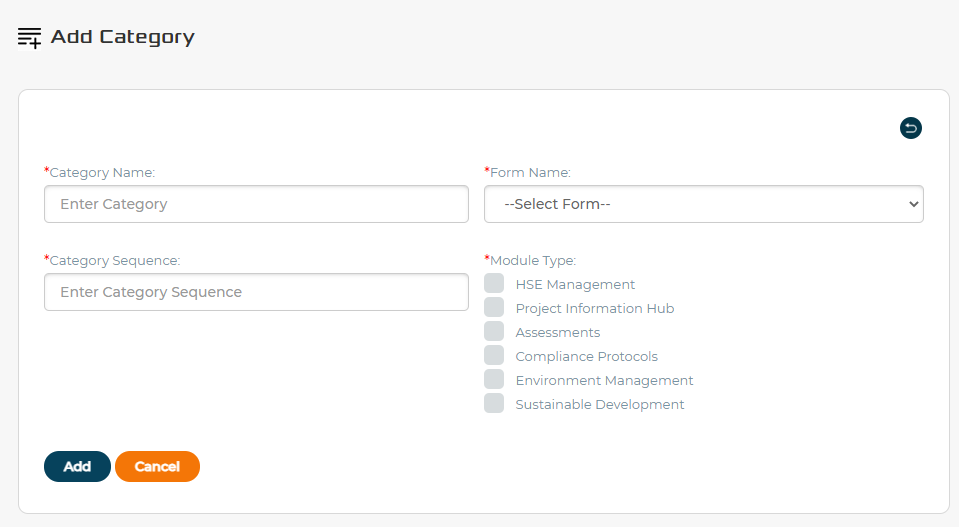 Add Category
*Category Name:
Enter Category
*Form Name:
--Select Form--
*Category Sequence:
Enter Category Sequence
*Module Type:
HSE Management
Project Information Hub
Assessments
Compliance Protocols
Environment Management
Sustainable Development
Add
Cancel